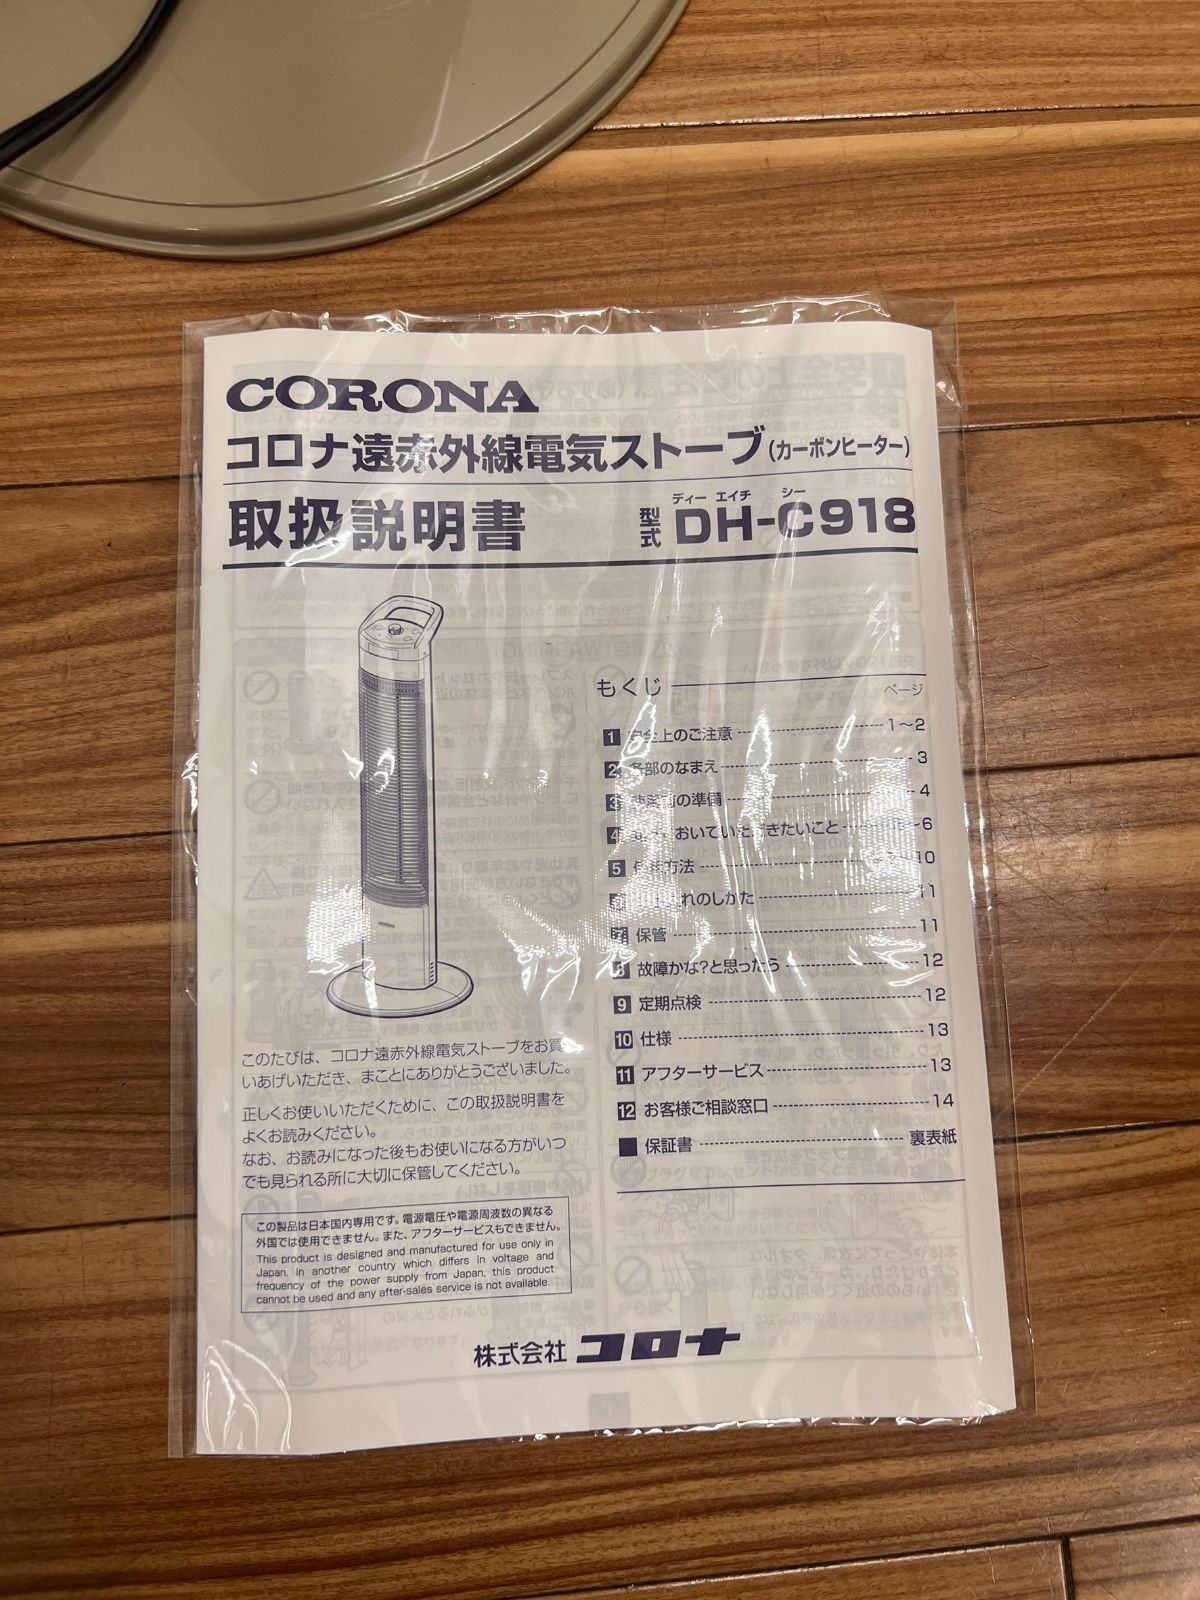 CORONA
コロナ遠赤外線電気ストーブ(カーボンヒーター)
取扱説明書
型式 DH-C918
ディー エイチ シー
もくじ ページ
1 安全上のご注意 1～2
2 各部のなまえ 3
3 使用前の準備 4
4 おいていただきたいこと ～6
5 使用方法 10
お手入れのしかた 11
7 保管 11
8 故障かな?と思ったら 12
9 定期点検 12
10 仕様 13
11 アフターサービス 13
12 お客様ご相談窓口 14
■ 保証書 裏表紙
このたびは、コロナ遠赤外線電気ストーブをお買
いあげいただき、まことにありがとうございました。
正しくお使いいただくために、この取扱説明書を
よくお読みください。
なお、お読みになった後もお使いになる方がいつ
でも見られる所に大切に保管してください。
この製品は日本国内専用です。電源電圧や電源周波数の異なる
外国では使用できません。また、アフターサービスもできません。
This product is designed and manufactured for use only in
Japan. In another country which differs in voltage and
frequency of the power supply from Japan, this product
cannot be used and any after-sales service is not available.
株式会社 コロナ